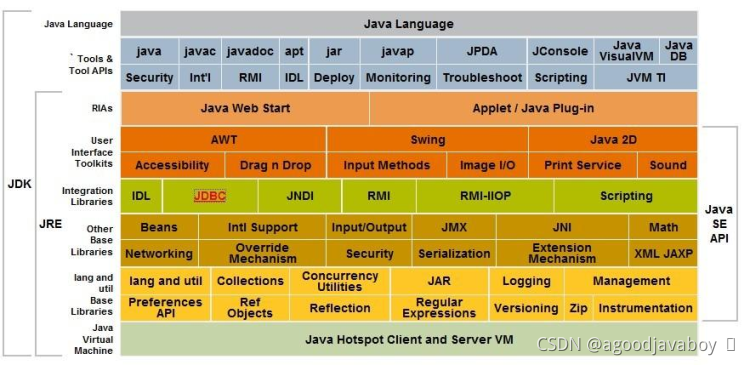 Java Language Java Language
` Tools & Tool APIs
java javac javadoc apt jar javap JPDA JConsole Java VisualVM Java DB
Security Int'l RMI IDL Deploy Monitoring Troubleshoot Scripting JVM TI
RIAs Java Web Start Applet / Java Plug-in
User Interface Toolkits
AWT Swing Java 2D
Accessibility Drag n Drop Input Methods Image I/O Print Service Sound
Integration Libraries
IDL JDBC JNDI RMI RMI-IIOP Scripting
JDK
JRE
Java SE API
Other Base Libraries
Beans Intl Support Input/Output JMX JNI Math
Networking Override Mechanism Security Serialization Extension Mechanism XML JAXP
lang and util Base Libraries
lang and util Collections Concurrency Utilities JAR Logging Management
Preferences API Ref Objects Reflection Regular Expressions Versioning Zip Instrumentation
Java Virtual Machine
Java Hotspot Client and Server VM
CSDN @agoodjavaboy